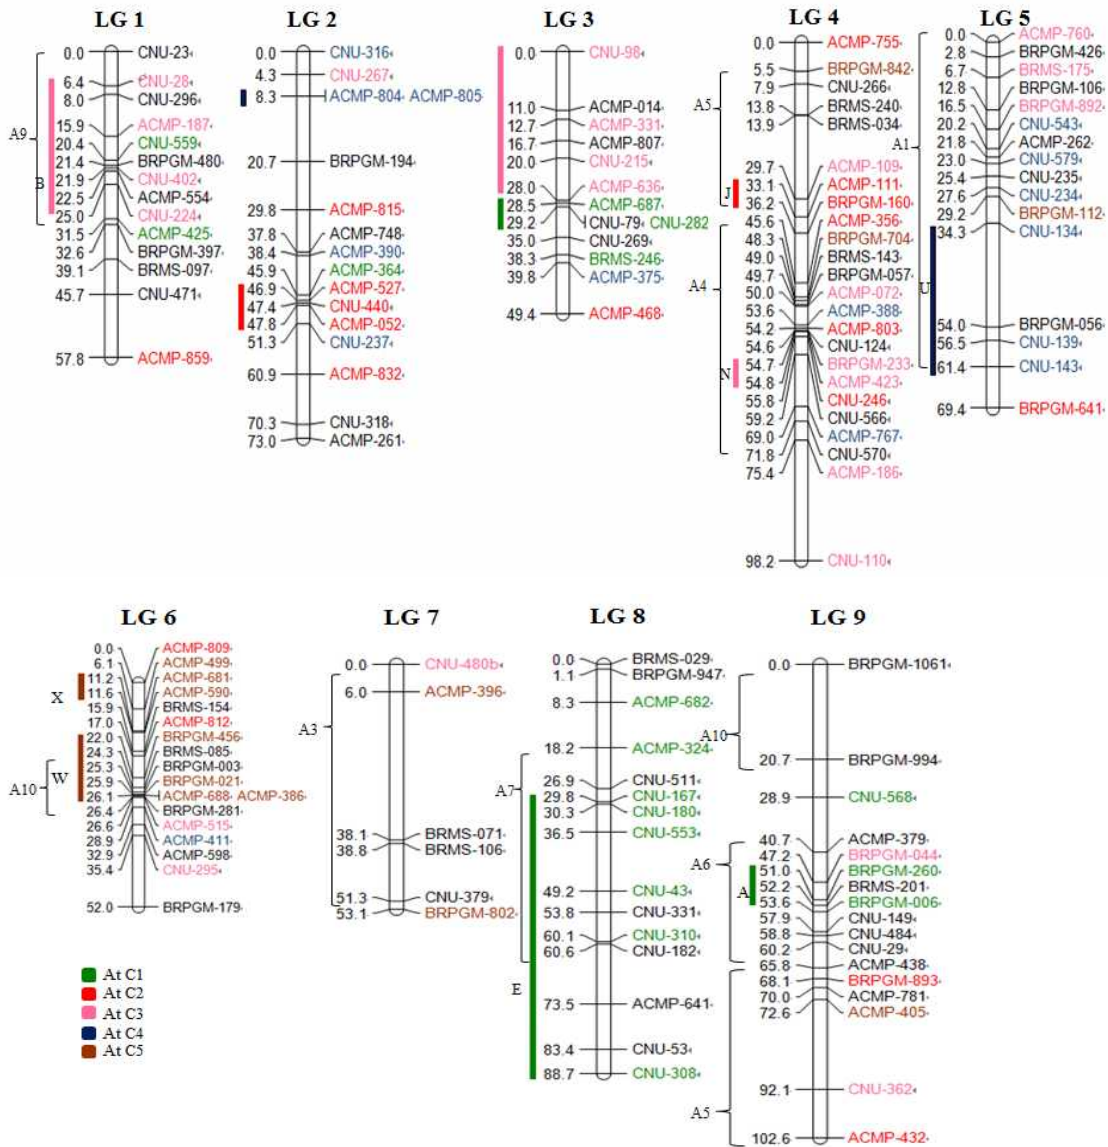 LG 1
0.0 CNU-23
6.4 CNU-28
8.0 CNU-296
15.9 ACMP-187
20.4 CNU-559
21.4 BRPGM-480
21.9 CNU-402
22.5 ACMP-554
25.0 CNU-224
31.5 ACMP-425
32.6 BRPGM-397
39.1 BRMS-097
45.7 CNU-471
57.8 ACMP-859
A9
B
LG 2
0.0 CNU-316
4.3 CNU-267
8.3 ACMP-804 ACMP-805
20.7 BRPGM-194
29.8 ACMP-815
37.8 ACMP-748
38.4 ACMP-390
45.9 ACMP-364
46.9 ACMP-527
47.4 CNU-440
47.8 ACMP-052
51.3 CNU-237
60.9 ACMP-832
70.3 CNU-318
73.0 ACMP-261
LG 3
0.0 CNU-98
11.0 ACMP-014
12.7 ACMP-331
16.7 ACMP-807
20.0 CNU-215
28.0 ACMP-636
28.5 ACMP-687
29.2 CNU-79 CNU-282
35.0 CNU-269
38.3 BRMS-246
39.8 ACMP-375
49.4 ACMP-468
LG 4
0.0 ACMP-755
5.5 BRPGM-842
7.9 CNU-266
13.8 BRMS-240
13.9 BRMS-034
29.7 ACMP-109
33.1 ACMP-111
36.2 BRPGM-160
45.6 ACMP-356
48.3 BRPGM-704
49.0 BRMS-143
49.7 BRPGM-057
50.0 ACMP-072
53.6 ACMP-388
54.2 ACMP-803
54.6 CNU-124
54.7 BRPGM-233
54.8 ACMP-423
55.8 CNU-246
59.2 CNU-566
69.0 ACMP-767
71.8 CNU-570
75.4 ACMP-186
98.2 CNU-110
A5
J
A4
N
LG 5
0.0 ACMP-760
2.8 BRPGM-426
6.7 BRMS-175
12.8 BRPGM-106
16.5 BRPGM-892
20.2 CNU-543
21.8 ACMP-262
23.0 CNU-579
25.4 CNU-235
27.6 CNU-234
29.2 BRPGM-112
34.3 CNU-134
54.0 BRPGM-056
56.5 CNU-139
61.4 CNU-143
69.4 BRPGM-641
A1
U
LG 6
0.0 ACMP-809
6.1 ACMP-499
11.2 ACMP-681
11.6 ACMP-590
15.9 BRMS-154
17.0 ACMP-812
22.0 BRPGM-456
24.3 BRMS-085
25.3 BRPGM-003
25.9 BRPGM-021
26.1 ACMP-688 ACMP-386
26.4 BRPGM-281
26.6 ACMP-515
28.9 ACMP-411
32.9 ACMP-598
35.4 CNU-295
52.0 BRPGM-179
X
W
A10
LG 7
0.0 CNU-480b
6.0 ACMP-396
38.1 BRMS-071
38.8 BRMS-106
51.3 CNU-379
53.1 BRPGM-802
A3
LG 8
0.0 BRMS-029
1.1 BRPGM-947
8.3 ACMP-682
18.2 ACMP-324
26.9 CNU-511
29.8 CNU-167
30.3 CNU-180
36.5 CNU-553
49.2 CNU-43
53.8 CNU-331
60.1 CNU-310
60.6 CNU-182
73.5 ACMP-641
83.4 CNU-53
88.7 CNU-308
A7
E
LG 9
0.0 BRPGM-1061
20.7 BRPGM-994
28.9 CNU-568
40.7 ACMP-379
47.2 BRPGM-044
51.0 BRPGM-260
52.2 BRMS-201
53.6 BRPGM-006
57.9 CNU-149
58.8 CNU-484
60.2 CNU-29
65.8 ACMP-438
68.1 BRPGM-893
70.0 ACMP-781
72.6 ACMP-405
92.1 CNU-362
102.6 ACMP-432
A10
A6
A
A5
At C1
At C2
At C3
At C4
At C5